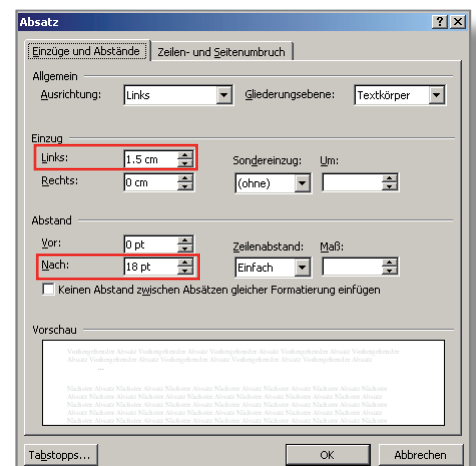 Absatz
Einzüge und Abstände Zeilen- und Seitenumbruch
Allgemein
Ausrichtung: Links Gliederungsebene: Textkörper
Einzug
Links: 1.5 cm Sondereinzug: Um:
Rechts: 0 cm (ohne)
Abstand
Vor: 0 pt Zeilenabstand: Maß:
Nach: 18 pt Einfach
Keinen Abstand zwischen Absätzen gleicher Formatierung einfügen
Vorschau
Tabstopps... OK Abbrechen